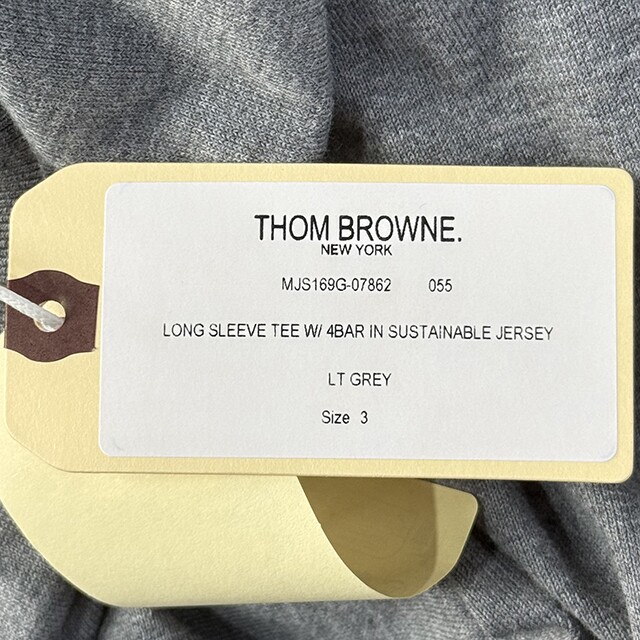 THOM BROWNE.
NEW YORK
MJS169G-07862 055
LONG SLEEVE TEE W/ 4BAR IN SUSTAINABLE JERSEY
LT GREY
Size 3